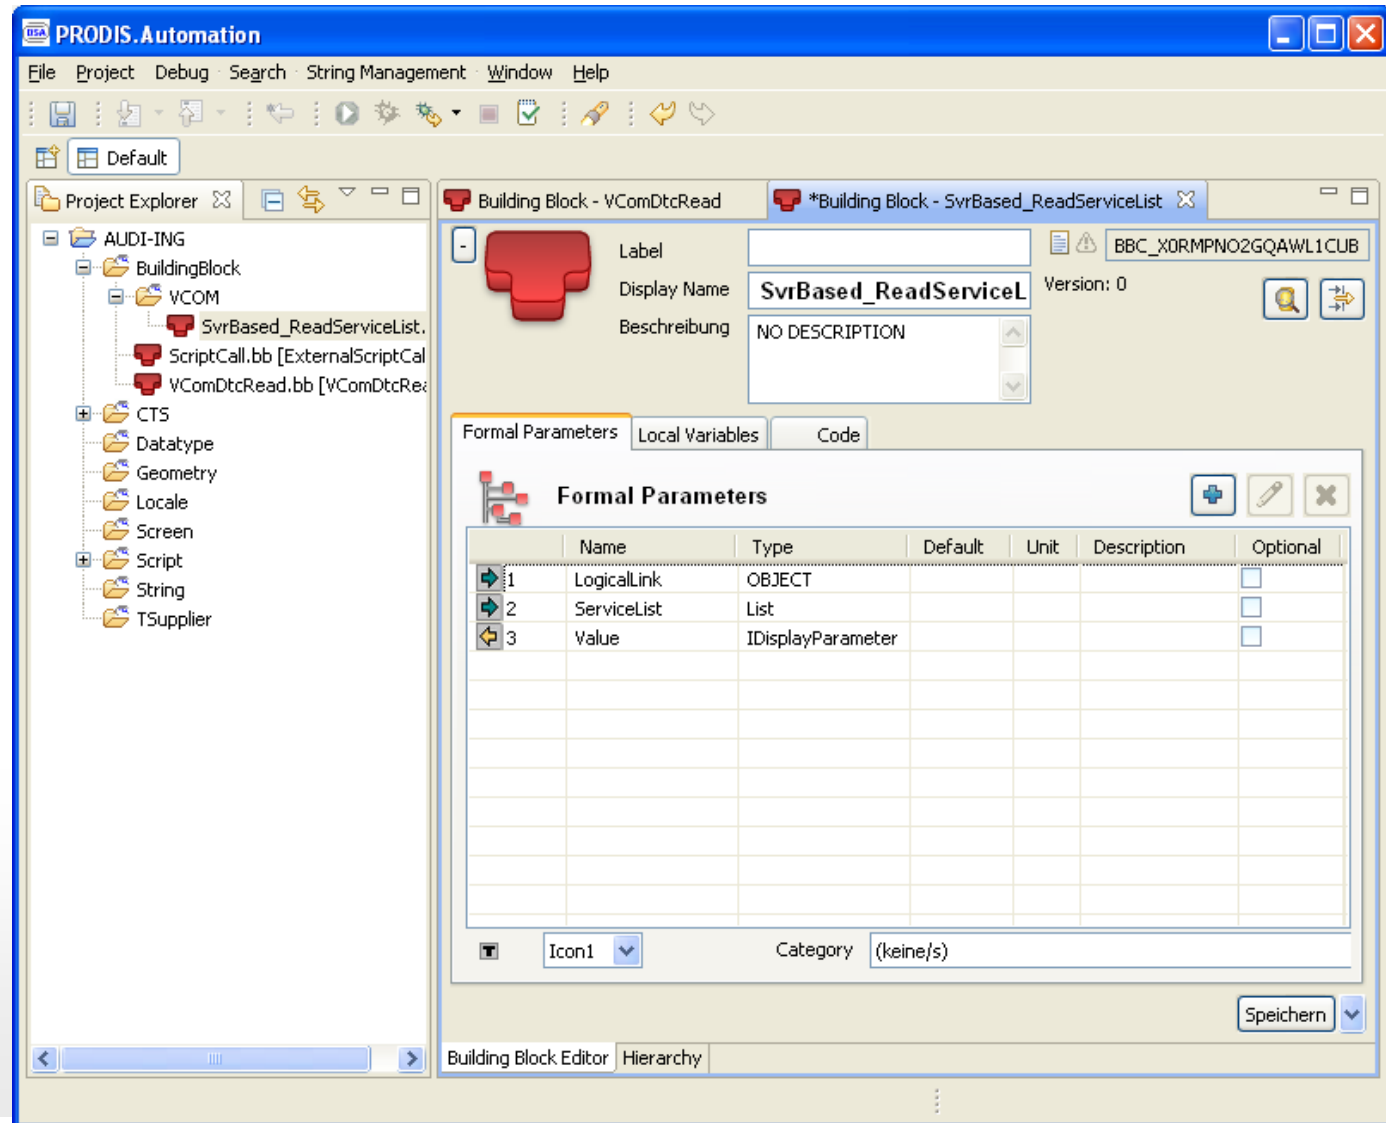 PRODIS.Automation
File Project Debug Search String Management Window Help
Default
Project Explorer
AUDI-ING
BuildingBlock
VCOM
SvrBased_ReadServiceList.
ScriptCall.bb [ExternalScriptCal
VComDtcRead.bb [VComDtcRea
CTS
Datatype
Geometry
Locale
Screen
Script
String
TSupplier
Building Block - VComDtcRead
*Building Block - SvrBased_ReadServiceList
-
Label
BBC_X0RMPNO2GQAWL1CUB
Display Name
SvrBased_ReadServiceL
Version: 0
Beschreibung
NO DESCRIPTION
Formal Parameters Local Variables Code
Formal Parameters
Name Type Default Unit Description Optional
1 LogicalLink OBJECT
2 ServiceList List
3 Value IDisplayParameter
T Icon1 Category (keine/s)
Speichern
Building Block Editor Hierarchy